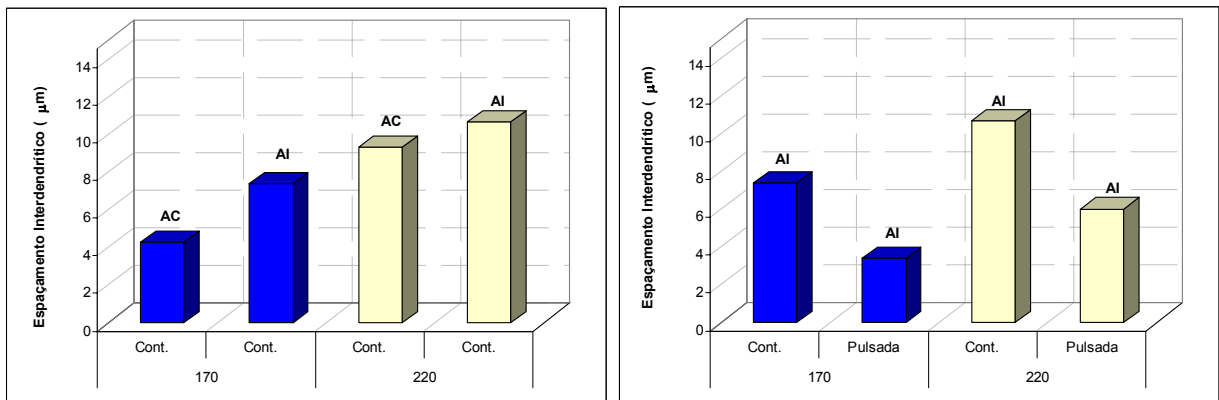 Espaçamento Interdendrítico ( µm)
14
12
10
8
6
4
2
0
AC
AI
AC
AI
Cont.
Cont.
Cont.
Cont.
170
220
Espaçamento Interdendrítico ( µm)
14
12
10
8
6
4
2
0
AI
AI
AI
AI
Cont.
Pulsada
Cont.
Pulsada
170
220